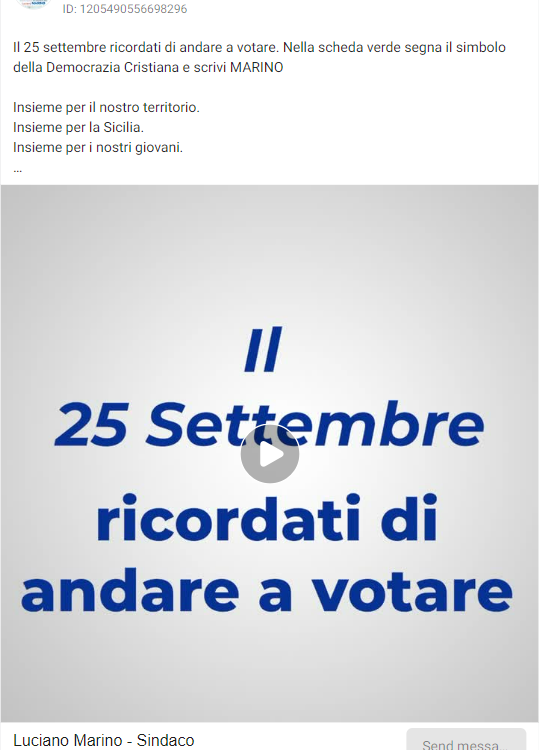 ID: 1205490556698296
Il 25 settembre ricordati di andare a votare. Nella scheda verde segna il simbolo
della Democrazia Cristiana e scrivi MARINO
Insieme per il nostro territorio.
Insieme per la Sicilia.
Insieme per i nostri giovani.
...
Il
25 Settembre
ricordati di
andare a votare
Luciano Marino - Sindaco
Send messa...